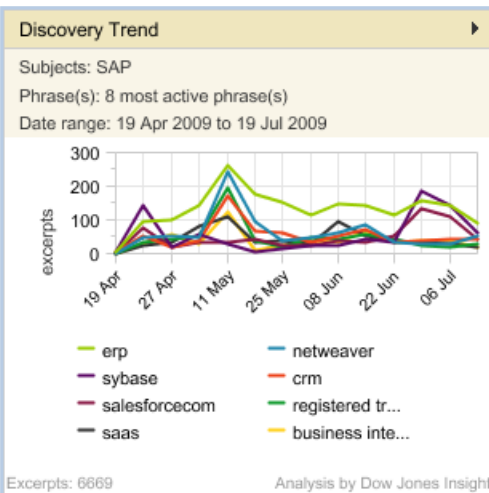 Discovery Trend
Subjects: SAP
Phrase(s): 8 most active phrase(s)
Date range: 19 Apr 2009 to 19 Jul 2009
300
200
100
0
excerpts
19 Apr
27 Apr
11 May
25 May
08 Jun
22 Jun
06 Jul
erp
netweaver
sybase
crm
salesforcecom
registered tr...
saas
business inte...
Excerpts: 6669
Analysis by Dow Jones Insight